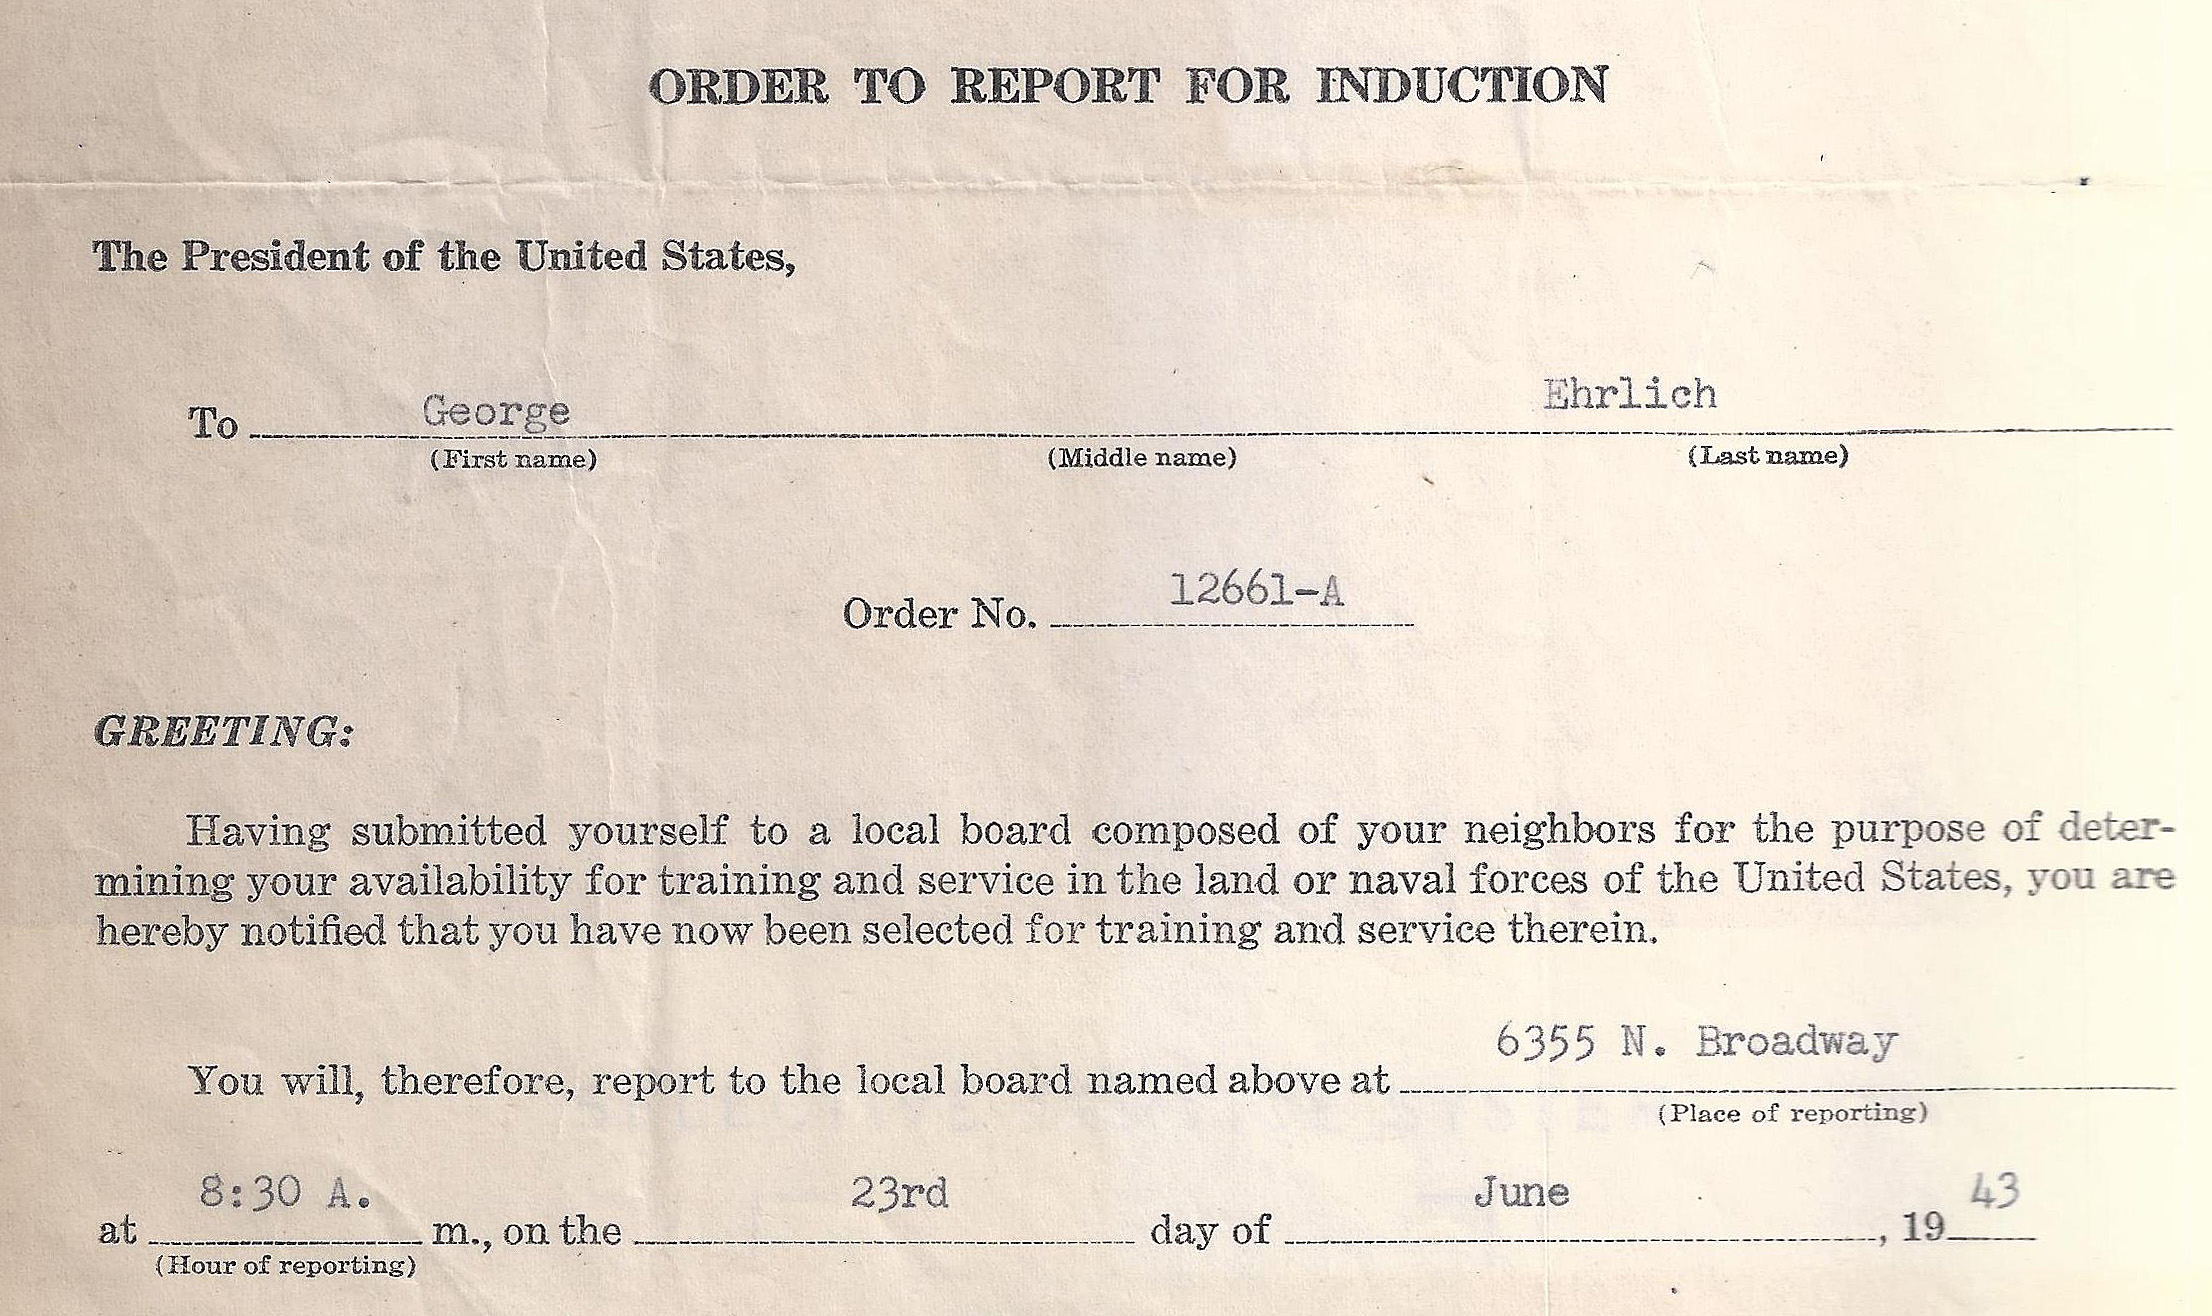 ORDER TO REPORT FOR INDUCTION
The President of the United States,
To George Ehrlich
(First name) (Middle name) (Last name)
Order No. 12661-A
GREETING:
Having submitted yourself to a local board composed of your neighbors for the purpose of deter-
mining your availability for training and service in the land or naval forces of the United States, you are
hereby notified that you have now been selected for training and service therein.
You will, therefore, report to the local board named above at 6355 N. Broadway
(Place of reporting)
at 8:30 A. m., on the 23rd day of June, 1943
(Hour of reporting)